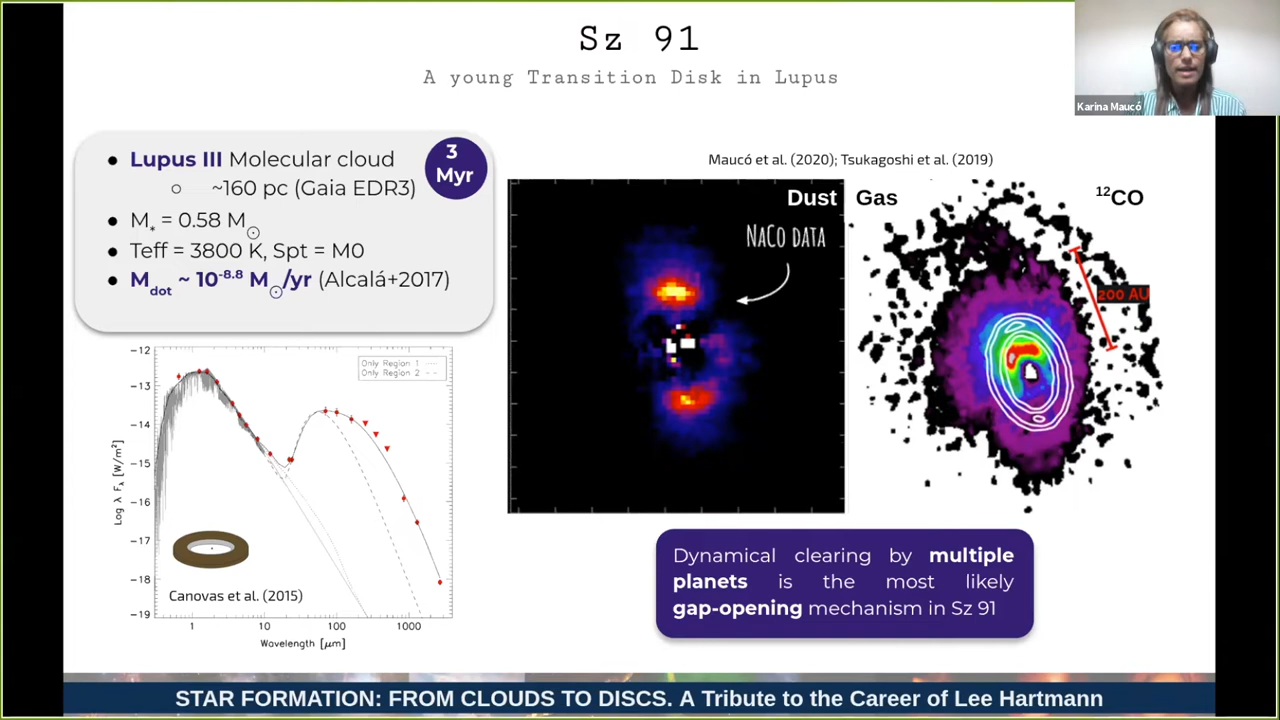 Sz 91
A young Transition Disk in Lupus
Karina Maucó
● Lupus III Molecular cloud
○ ~160 pc (Gaia EDR3)
● M* = 0.58 M⊙
● Teff = 3800 K, Spt = M0
● Mdot ~ 10-8.8 M⊙/yr (Alcalá+2017)
3
Myr
Maucó et al. (2020); Tsukagoshi et al. (2019)
Dust
NaCo data
Gas
12CO
200 AU
Only Region 1
Only Region 2
-12
-13
-14
-15
-16
-17
-18
-19
Log λ Fλ [W/m2]
Canovas et al. (2015)
1 10 100 1000
Wavelength [μm]
Dynamical clearing by multiple
planets is the most likely
gap-opening mechanism in Sz 91
STAR FORMATION: FROM CLOUDS TO DISCS. A Tribute to the Career of Lee Hartmann